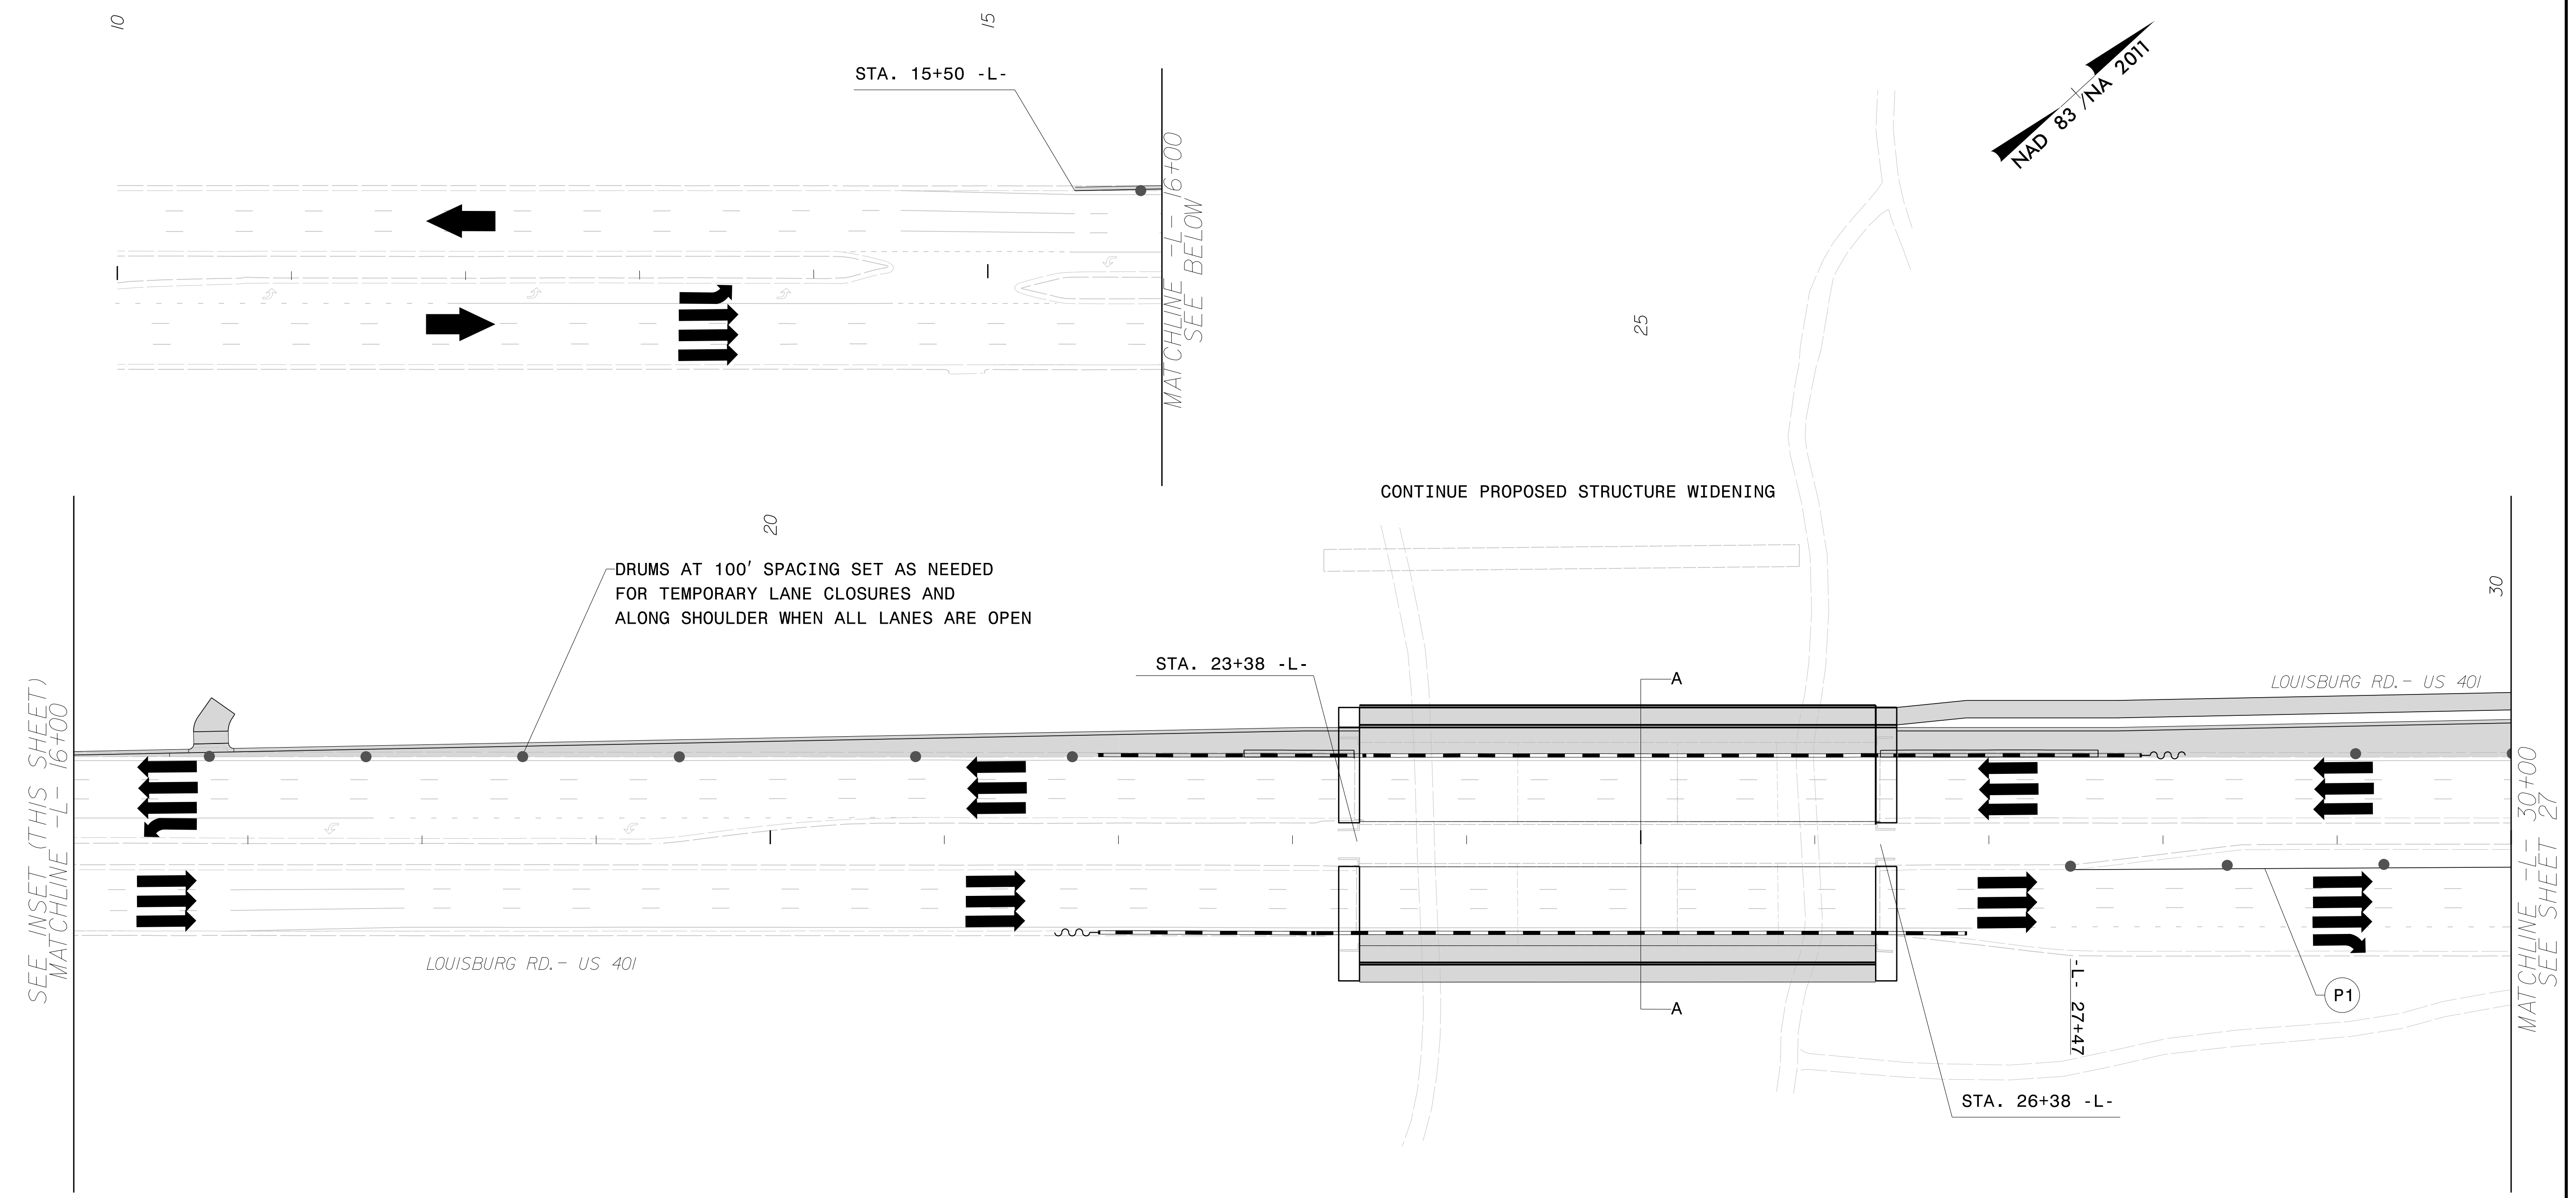 10
15
STA. 15+50 -L-
NAD 83 /NA 2011
MATCHLINE -L- 16+00
SEE BELOW
25
CONTINUE PROPOSED STRUCTURE WIDENING
20
DRUMS AT 100' SPACING SET AS NEEDED
FOR TEMPORARY LANE CLOSURES AND
ALONG SHOULDER WHEN ALL LANES ARE OPEN
30
STA. 23+38 -L-
A
LOUISBURG RD.- US 401
SEE INSET (THIS SHEET)
MATCHLINE -L- 16+00
LOUISBURG RD.- US 401
A
-L- 27+47
P1
MATCHLINE -L- 30+00
SEE SHEET 27
STA. 26+38 -L-